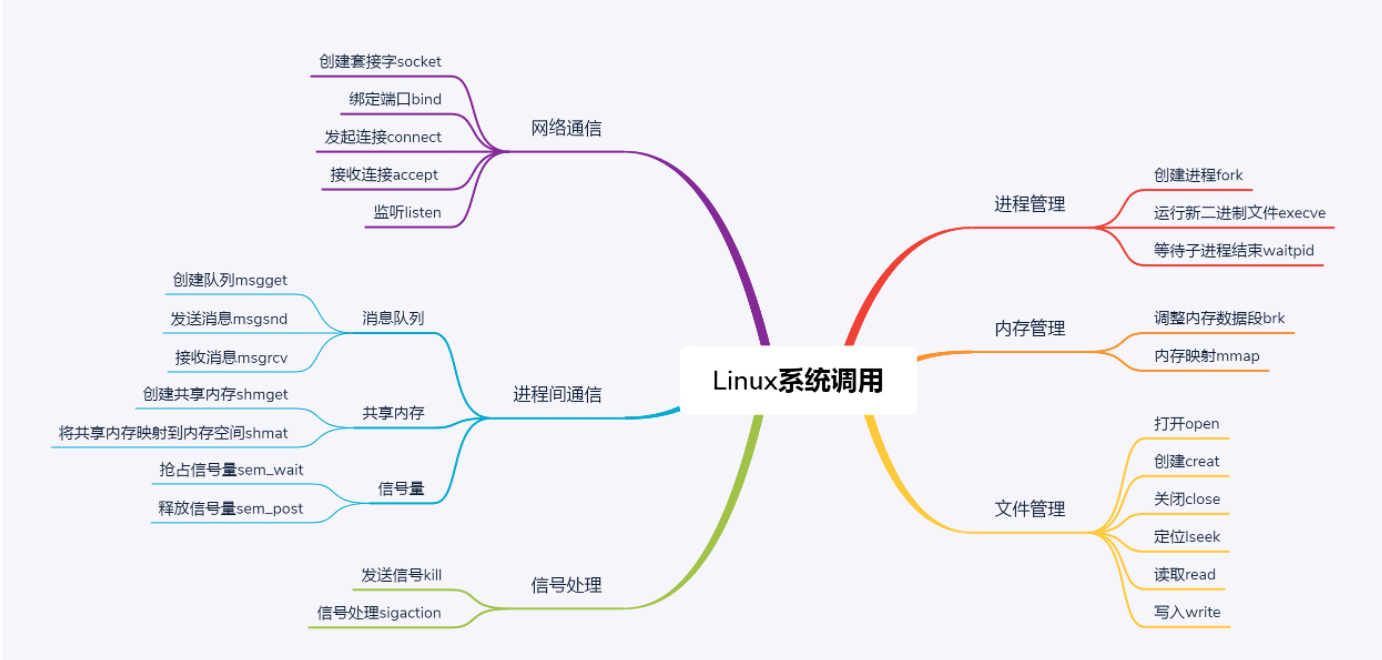 Linux系统调用
进程管理
创建进程fork
运行新二进制文件execve
等待子进程结束waitpid
内存管理
调整内存数据段brk
内存映射mmap
文件管理
打开open
创建creat
关闭close
定位lseek
读取read
写入write
网络通信
创建套接字socket
绑定端口bind
发起连接connect
接收连接accept
监听listen
进程间通信
消息队列
创建队列msgget
发送消息msgsnd
接收消息msgrcv
共享内存
创建共享内存shmget
将共享内存映射到内存空间shmat
信号量
抢占信号量sem_wait
释放信号量sem_post
信号处理
发送信号kill
信号处理sigaction